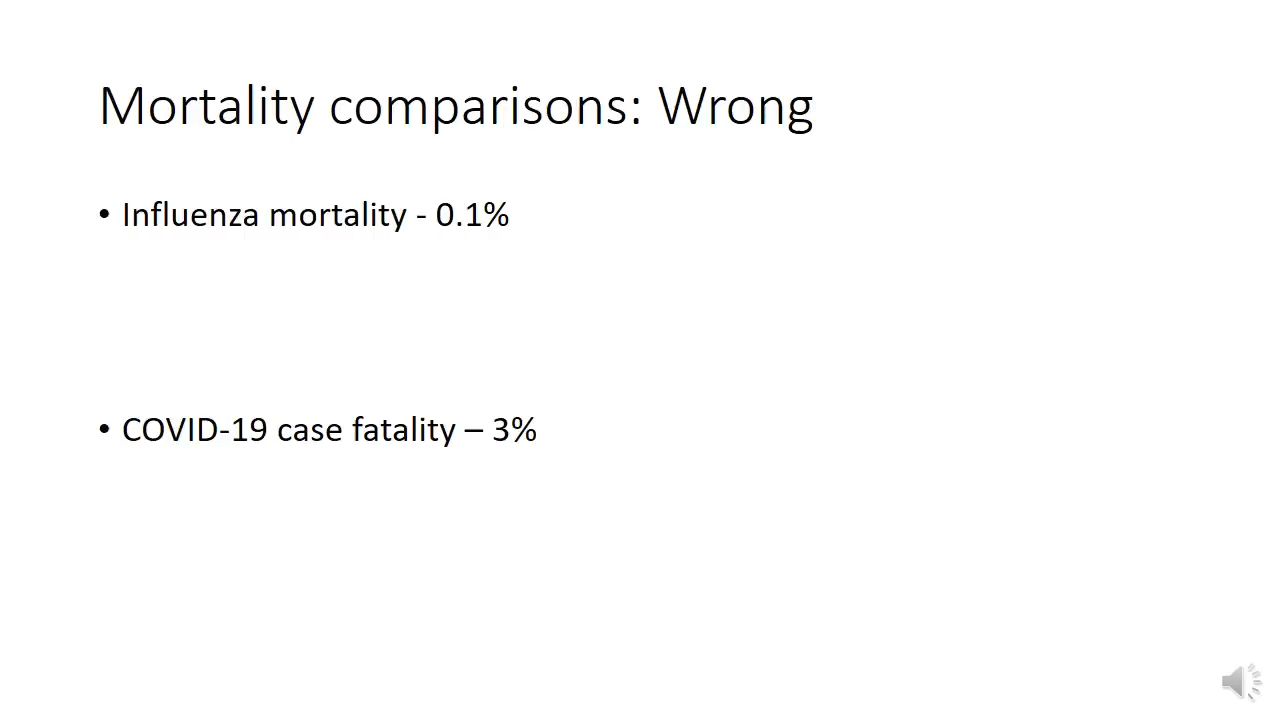 Mortality comparisons: Wrong
• Influenza mortality - 0.1%
• COVID-19 case fatality – 3%